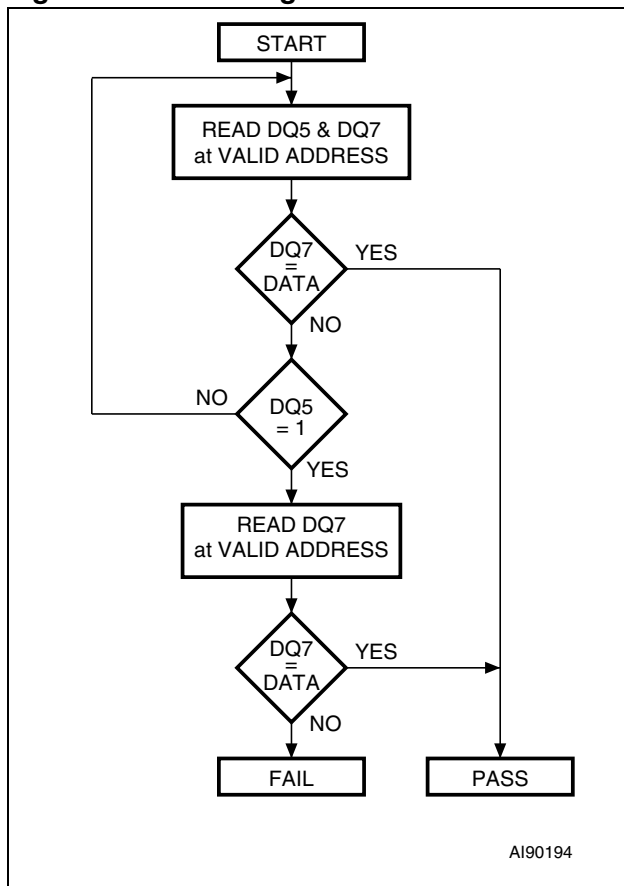 START
READ DQ5 & DQ7
at VALID ADDRESS
DQ7
=
DATA
YES
NO
DQ5
= 1
NO
YES
READ DQ7
at VALID ADDRESS
DQ7
=
DATA
YES
NO
FAIL
PASS
AI90194